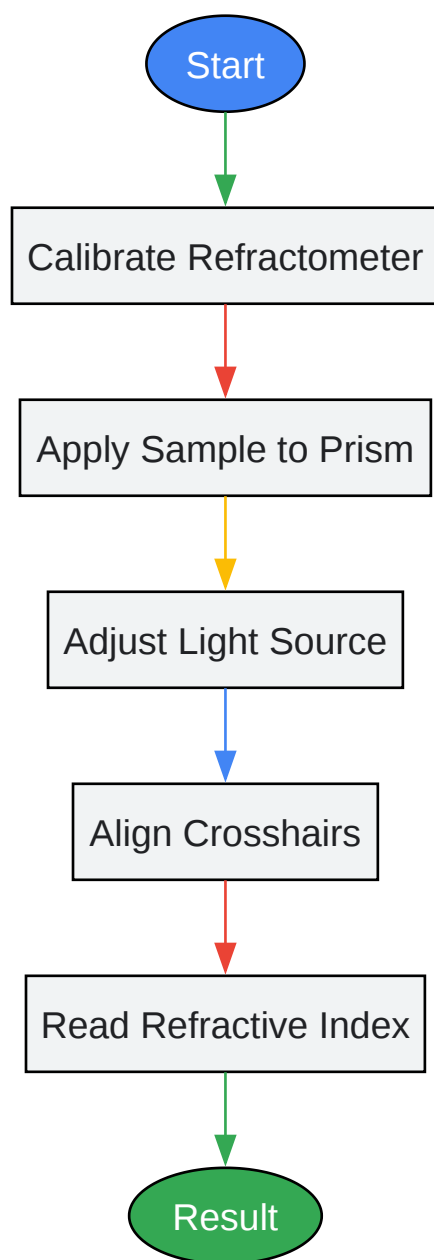 Start
Calibrate Refractometer
Apply Sample to Prism
Adjust Light Source
Align Crosshairs
Read Refractive Index
Result